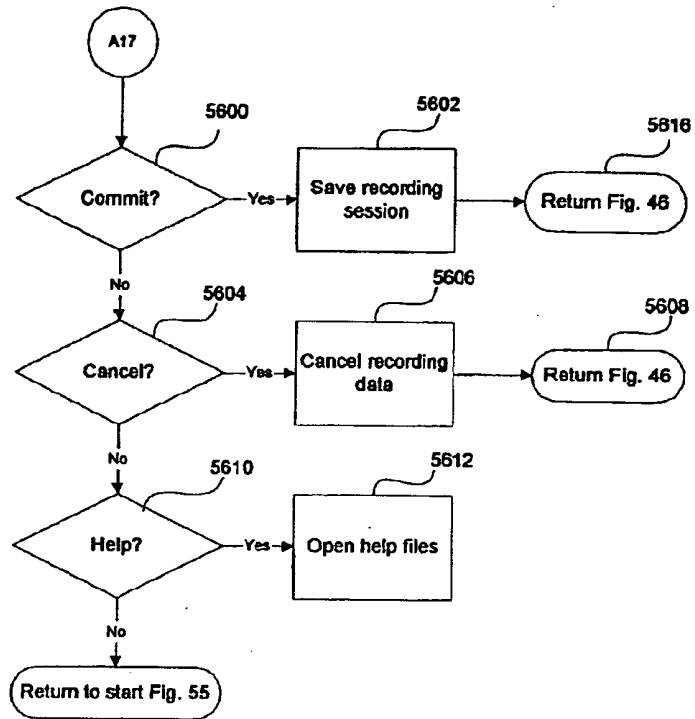 A17
5600
5602
5616
Commit?
Yes
Save recording
session
Return Fig. 46
No
5604
5606
5608
Cancel?
Yes
Cancel recording
data
Return Fig. 46
No
5610
5612
Help?
Yes
Open help files
No
Return to start Fig. 55